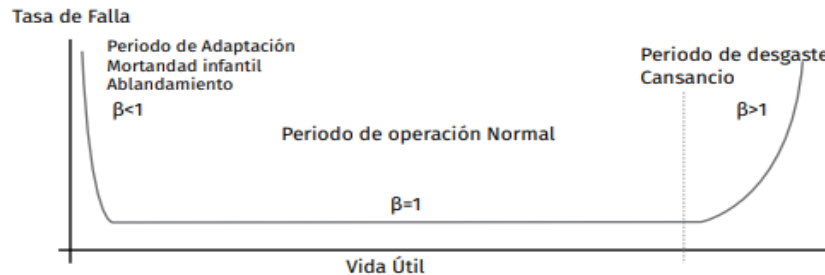 Tasa de Falla
Periodo de Adaptación
Mortandad infantil
Ablandamiento
β<1
Periodo de operación Normal
β=1
Periodo de desgaste
Cansancio
β>1
Vida Útil